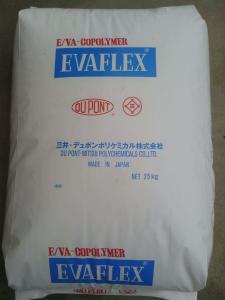 E/VA-COPOLYMER
EVAFLEX®
DU PONT
三井・デュポンポリケミカル株式会社
DU PONT-MITSUI POLYCHEMICALS CO.,LTD.
MADE IN JAPAN
NET 25kg
E/VA-COPOLYMER
EVAFLEX®